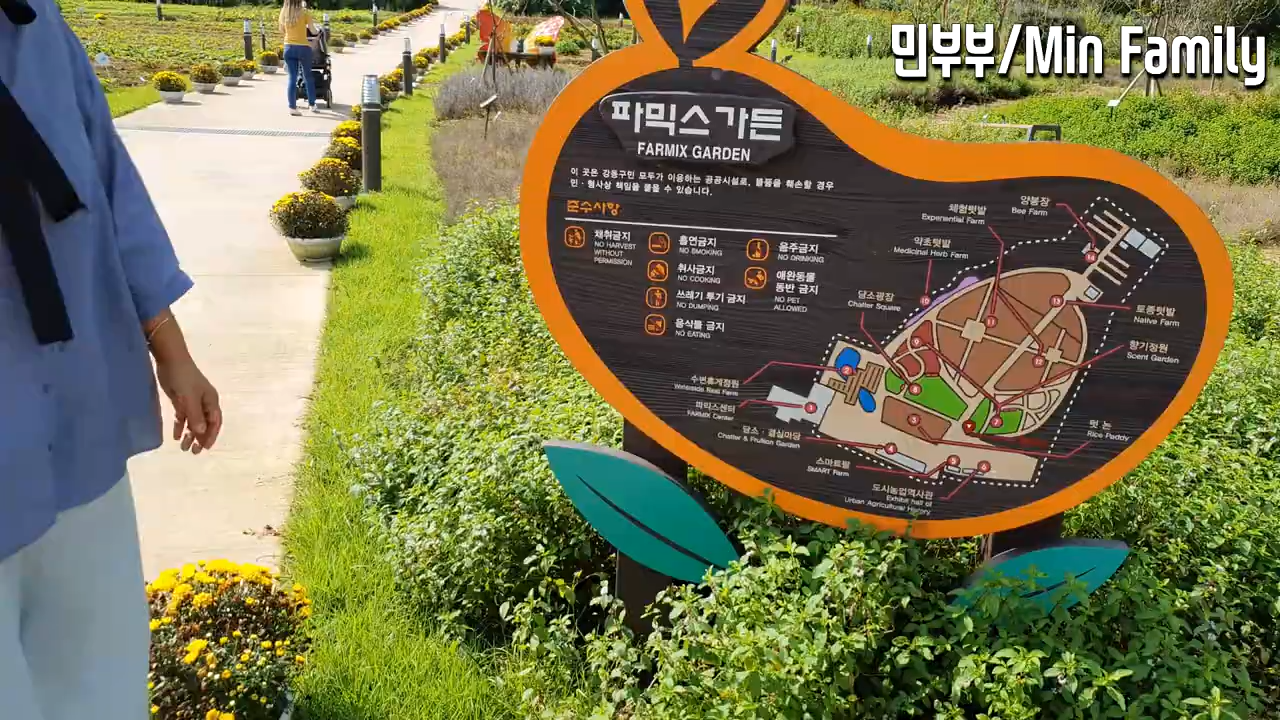 민부부/Min Family
파믹스가든
FARMIX GARDEN
이 곳은 강동구민 모두가 이용하는 공공시설로, 물품을 훼손할 경우
민·형사상 책임을 물을 수 있습니다.
준수사항
채취금지
NO HARVEST
WITHOUT
PERMISSION
흡연금지
NO SMOKING
음주금지
NO DRINKING
취사금지
NO COOKING
애완동물
동반 금지
NO PET
ALLOWED
쓰레기 투기 금지
NO DUMPING
음식물 금지
NO EATING
양봉장
Bee Farm
체험텃밭
Experiential Farm
약초텃밭
Medicinal Herb Farm
담소광장
Chatter Square
토종텃밭
Native Farm
향기정원
Scent Garden
수변휴게정원
Waterside Rest Farm
파믹스센터
FARMIX Center
담소·결실마당
Chatter & Fruition Garden
스마트팜
SMART Farm
도시농업역사관
Exhibit hall of
Urban Agricultural History
텃 논
Rice Paddy